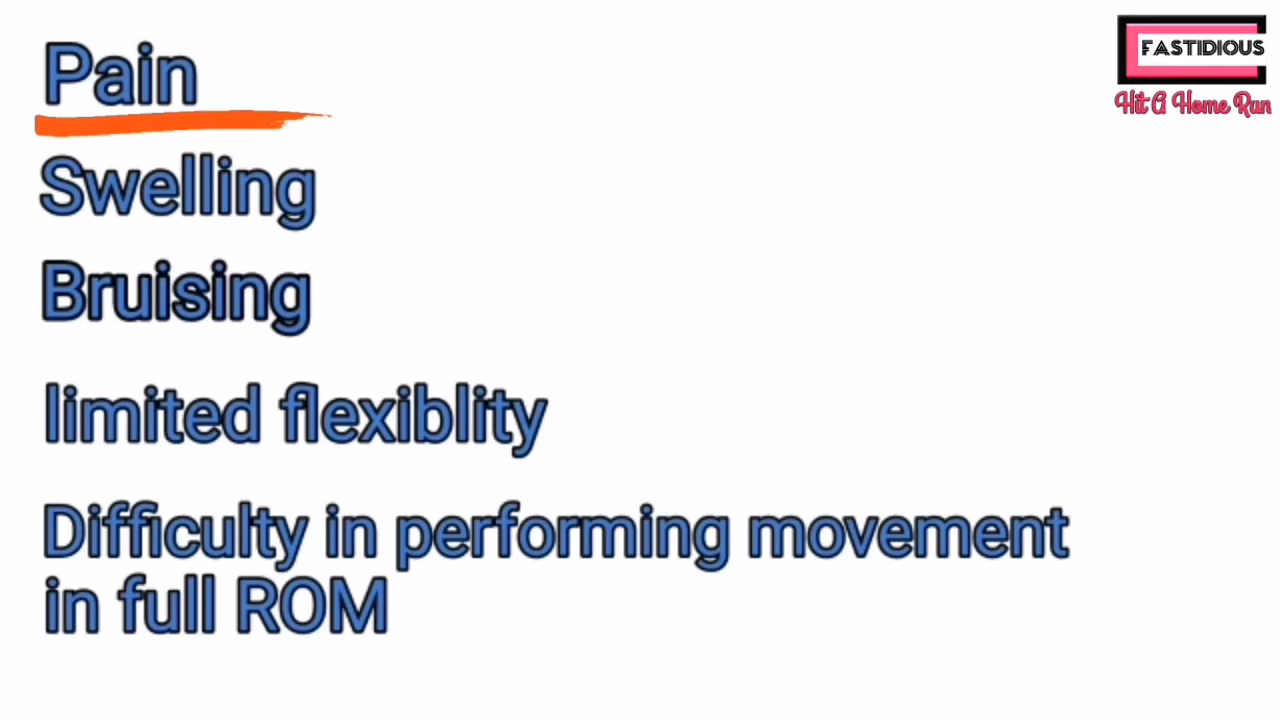 Pain
FASTIDIOUS
Hit A Home Run
Swelling
Bruising
limited flexiblity
Difficulty in performing movement
in full ROM